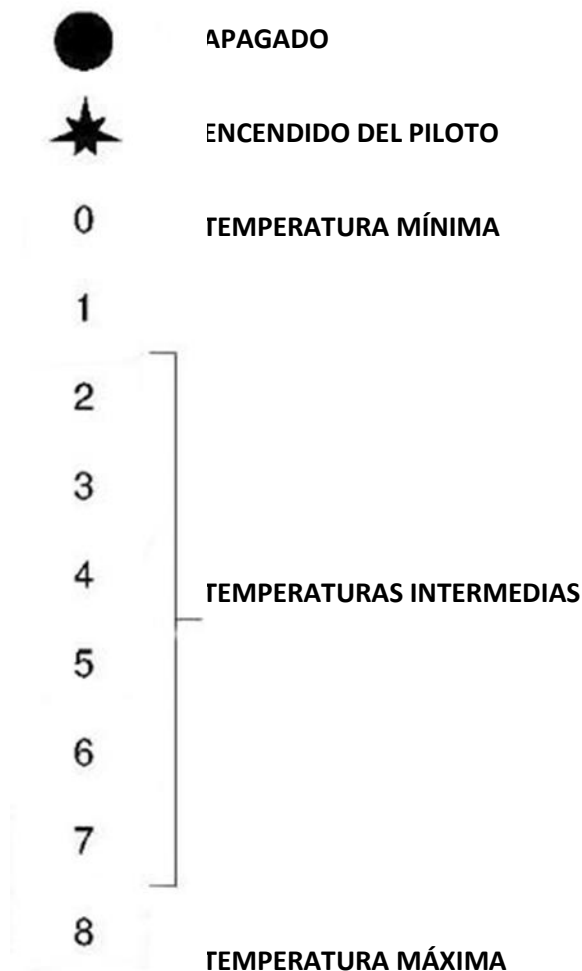 APAGADO
ENCENDIDO DEL PILOTO
0 TEMPERATURA MÍNIMA
1
2
3
4 TEMPERATURAS INTERMEDIAS
5
6
7
8
TEMPERATURA MÁXIMA